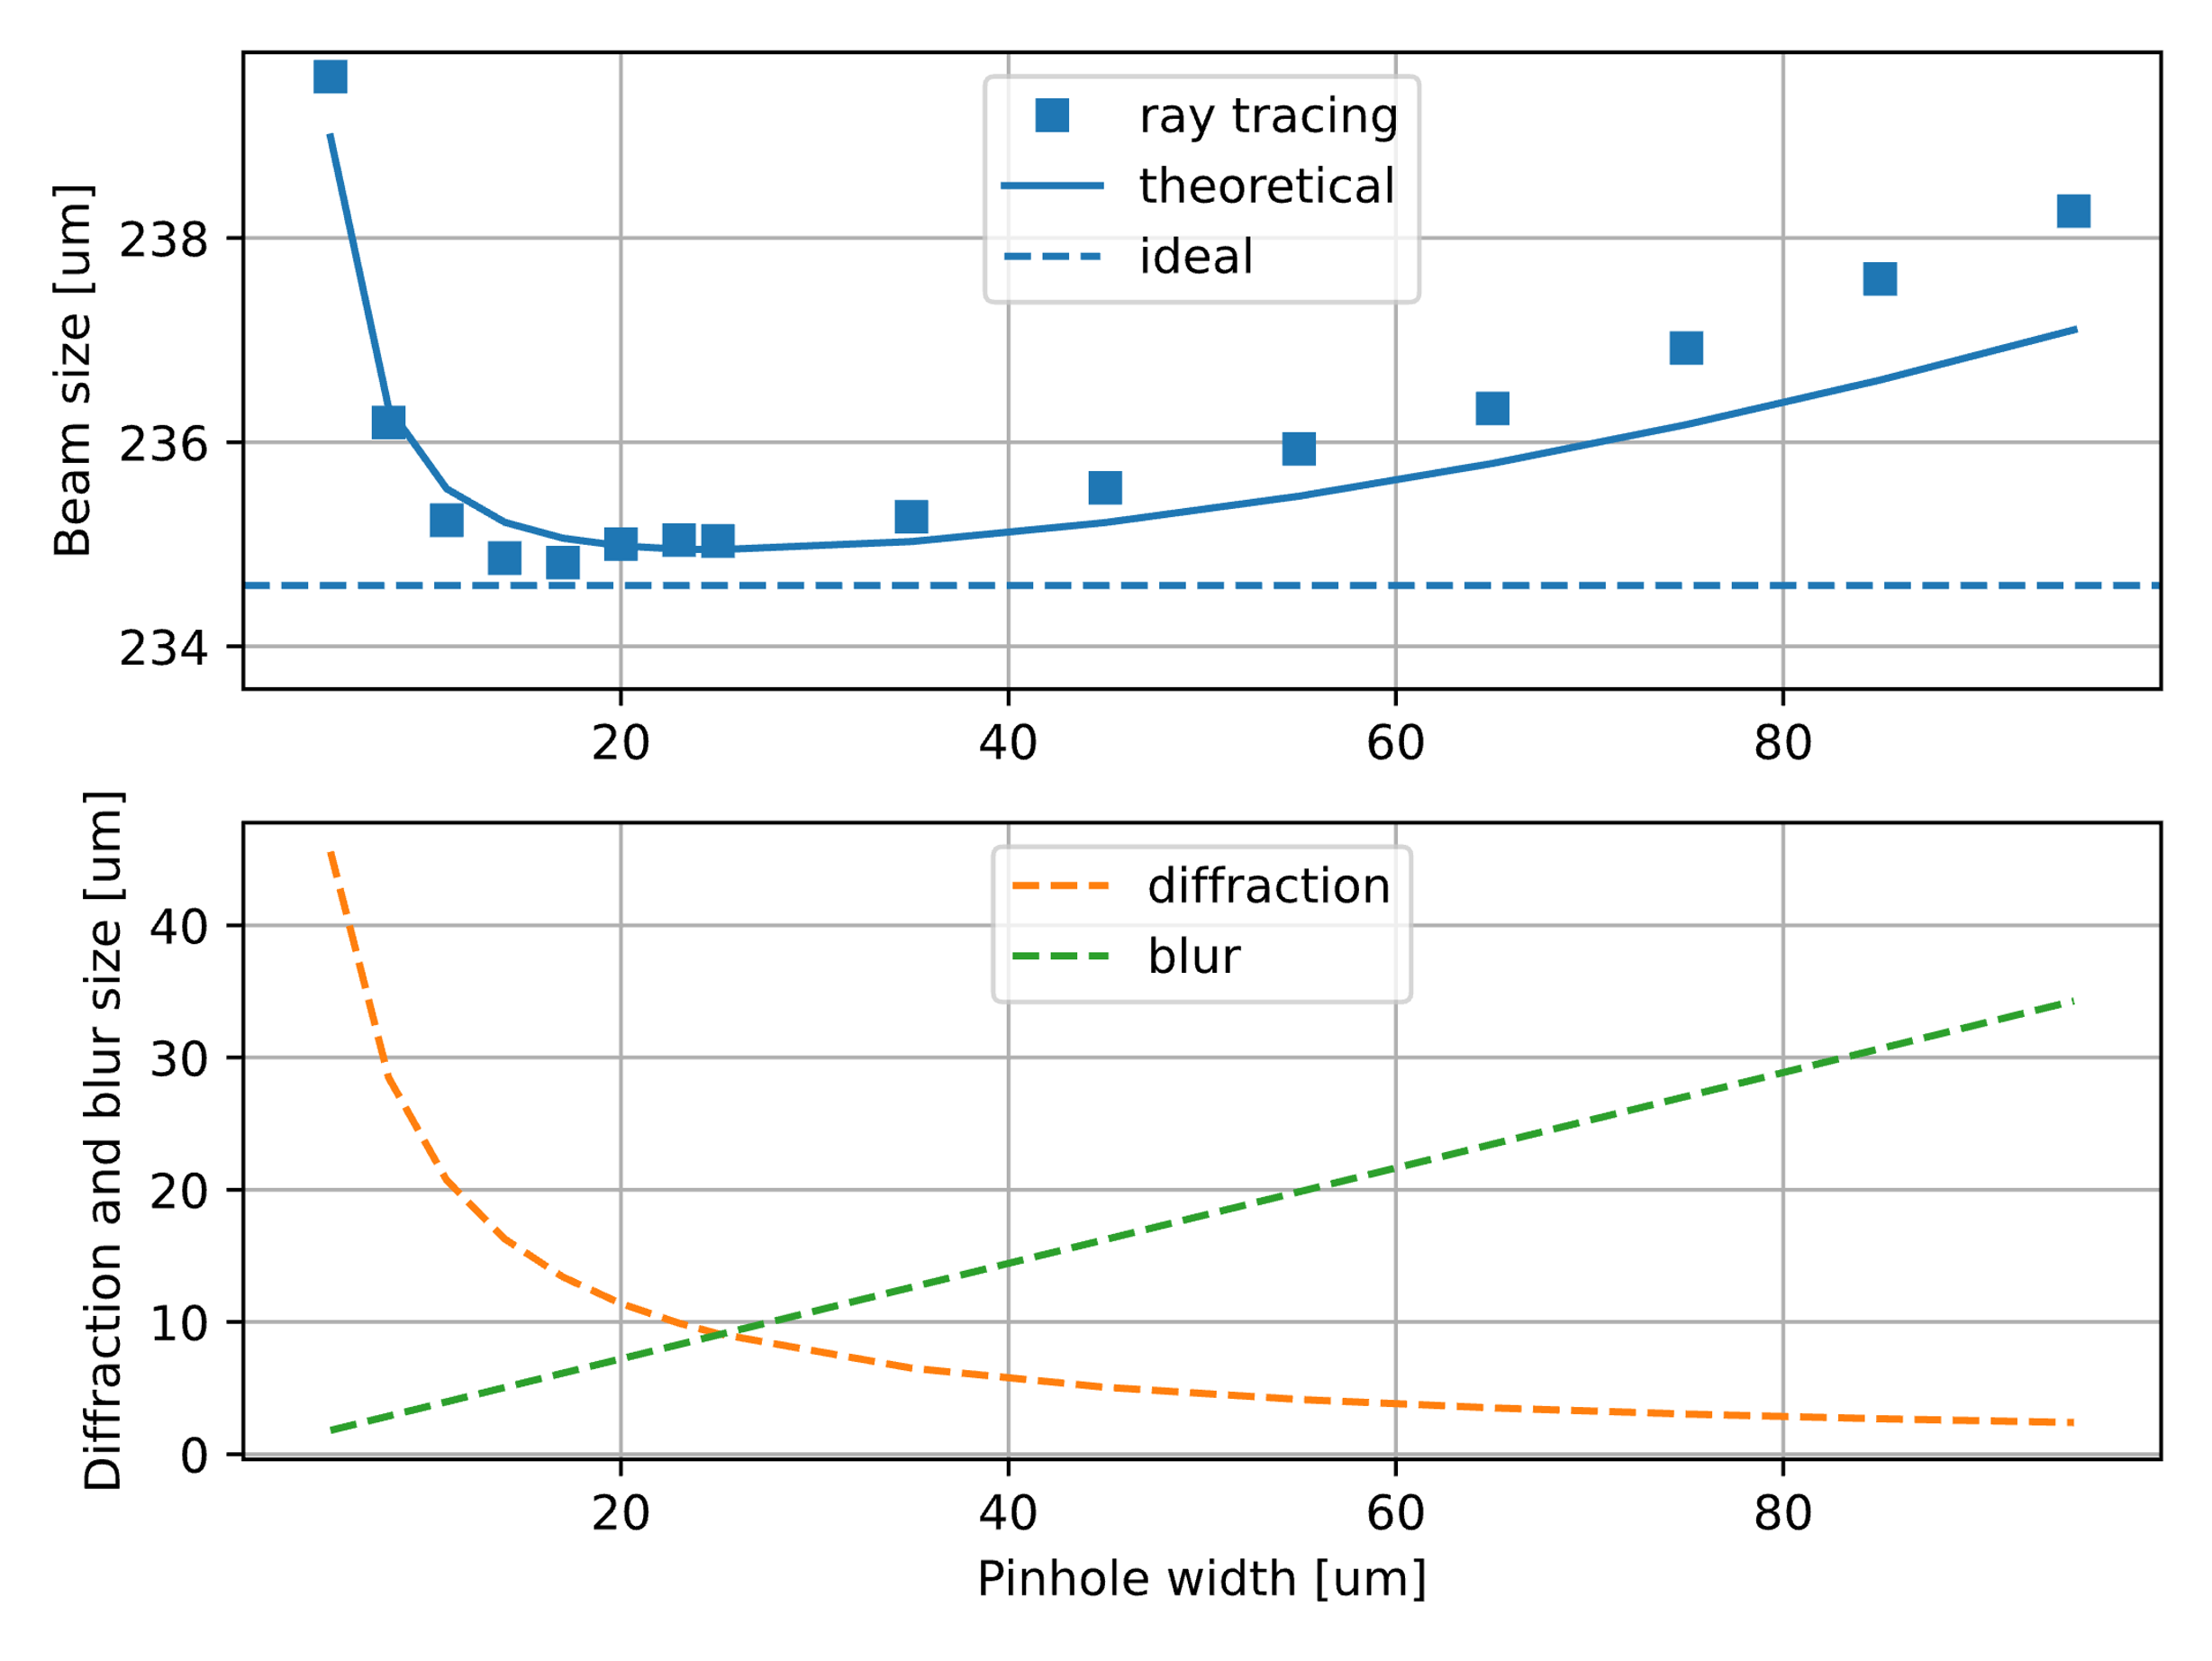 Beam size [um]
238
236
234
ray tracing
theoretical
ideal
20 40 60 80
Diffraction and blur size [um]
40
30
20
10
0
diffraction
blur
20 40 60 80
Pinhole width [um]